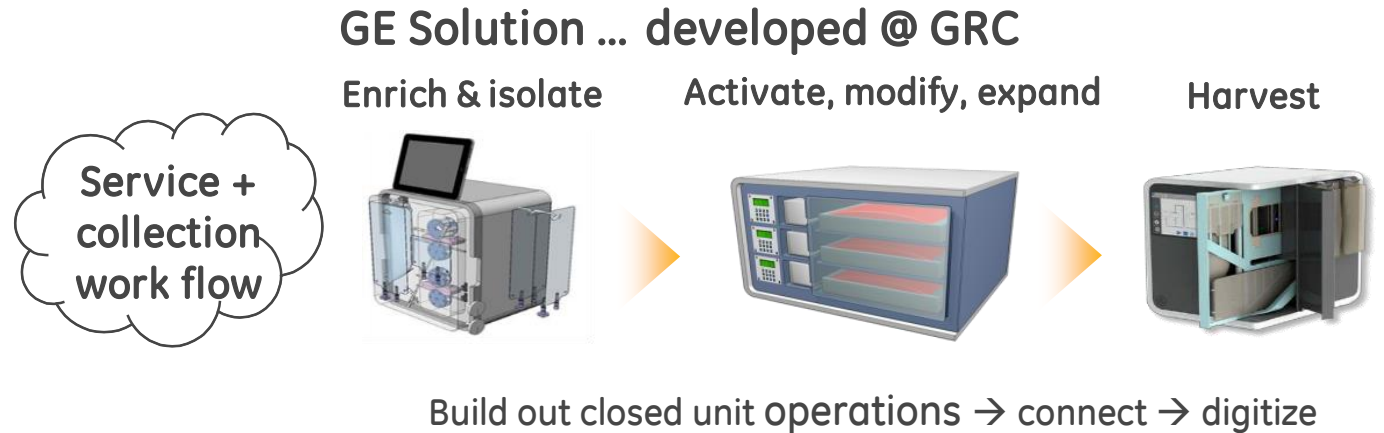 GE Solution ... developed @ GRC
Enrich & isolate
Activate, modify, expand
Harvest
Service +
collection
work flow
Build out closed unit operations → connect → digitize